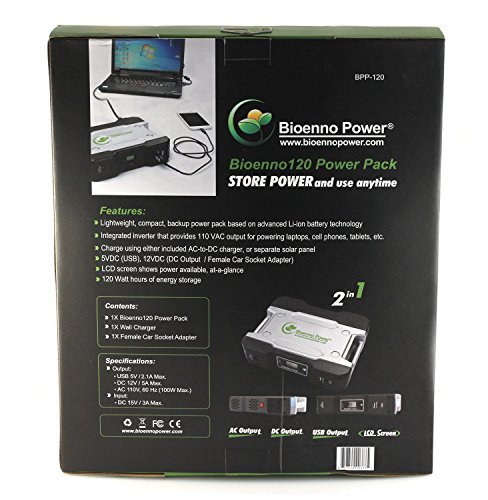 BPP-120
Bioenno Power®
www.bioennopower.com
Bioenno120 Power Pack
STORE POWER and use anytime
Features:
• Lightweight, compact, backup power pack based on advanced Li-ion battery technology
• Integrated inverter that provides 110 VAC output for powering laptops, cell phones, tablets, etc.
• Charge using either included AC-to-DC charger, or separate solar panel
• 5VDC (USB), 12VDC (DC Output / Female Car Socket Adapter)
• LCD screen shows power available, at-a-glance
• 120 Watt hours of energy storage
2 in 1
Contents:
• 1X Bioenno120 Power Pack
• 1X Wall Charger
• 1X Female Car Socket Adapter
Bioenno Power
Specifications:
• Output:
- USB 5V / 2.1A Max.
- DC 12V / 5A Max.
- AC 110V, 60 Hz (100W Max.)
• Input:
- DC 15V / 3A Max.
AC Output
DC Output
USB Output
LCD Screen
CE FC
www.bioennopower.com